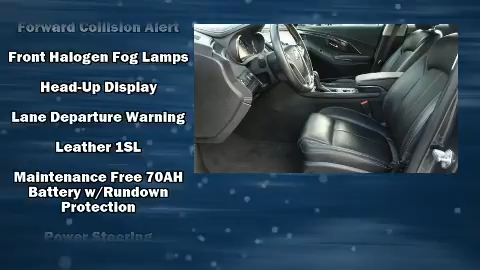 Forward Collision Alert
Front Halogen Fog Lamps
Head-Up Display
Lane Departure Warning
Leather 1SL
Maintenance Free 70AH
Battery w/Rundown
Protection
Power Steering